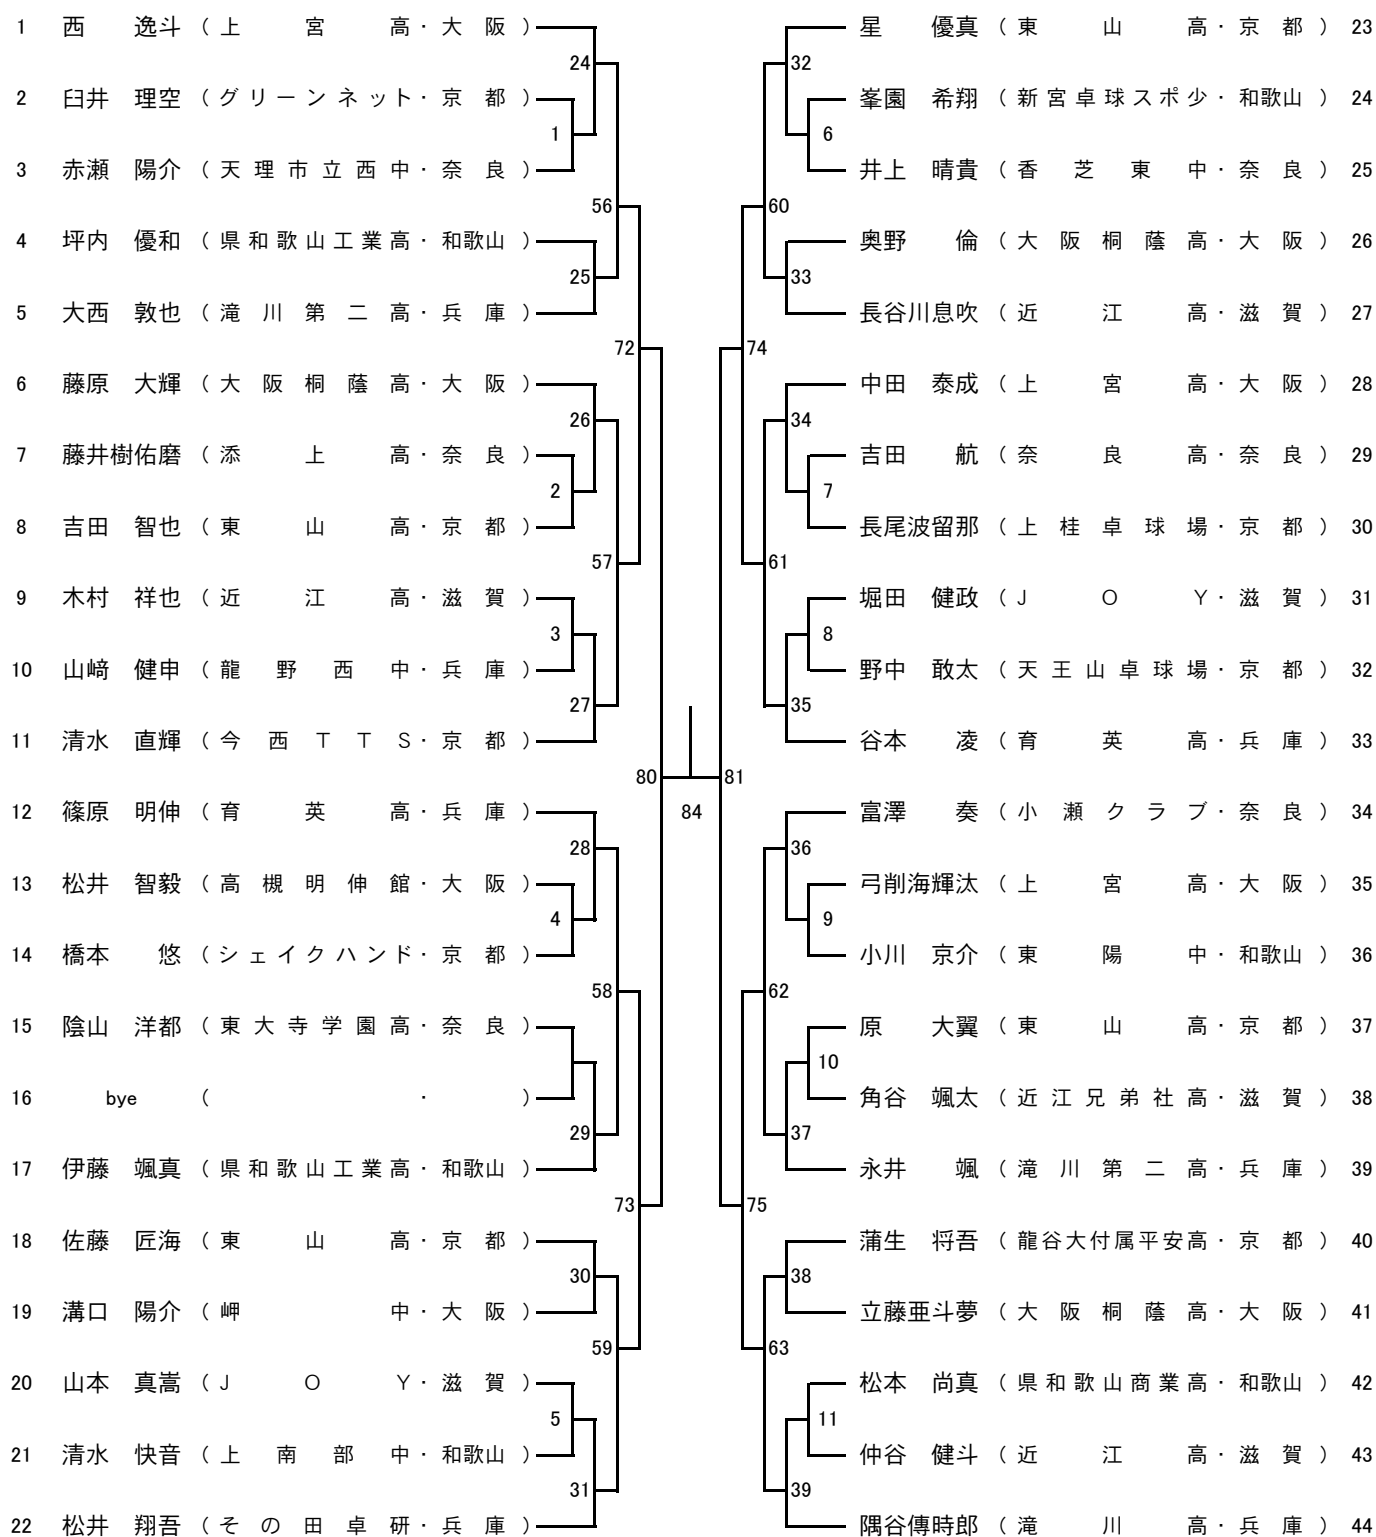 1 西 逸斗 （上宮高・大阪）
24
2 臼井 理空 （グリーンネット・京都）
1
3 赤瀬 陽介 （天理市立西中・奈良）
56
4 坪内 優和 （県和歌山工業高・和歌山）
25
5 大西 敦也 （滝川第二高・兵庫）
72
6 藤原 大輝 （大阪桐蔭高・大阪）
26
7 藤井樹佑磨 （添上高・奈良）
2
8 吉田 智也 （東山高・京都）
57
9 木村 祥也 （近江高・滋賀）
3
10 山﨑 健申 （龍野西中・兵庫）
27
11 清水 直輝 （今西ＴＴＳ・京都）
80
12 篠原 明伸 （育英高・兵庫）
28
13 松井 智毅 （高槻明伸館・大阪）
4
14 橋本 悠 （シェイクハンド・京都）
58
15 陰山 洋都 （東大寺学園高・奈良）
16 bye （ ・ ）
29
17 伊藤 颯真 （県和歌山工業高・和歌山）
73
18 佐藤 匠海 （東山高・京都）
30
19 溝口 陽介 （岬中・大阪）
59
20 山本 真嵩 （ＪＯＹ・滋賀）
5
21 清水 快音 （上南部中・和歌山）
31
22 松井 翔吾 （その田卓研・兵庫）
84
星 優真 （東山高・京都） 23
32
峯園 希翔 （新宮卓球スポ少・和歌山） 24
6
井上 晴貴 （香芝東中・奈良） 25
60
奥野 倫 （大阪桐蔭高・大阪） 26
33
長谷川息吹 （近江高・滋賀） 27
74
中田 泰成 （上宮高・大阪） 28
34
吉田 航 （奈良高・奈良） 29
7
長尾波留那 （上桂卓球場・京都） 30
61
堀田 健政 （ＪＯＹ・滋賀） 31
8
野中 敢太 （天王山卓球場・京都） 32
35
谷本 凌 （育英高・兵庫） 33
81
富澤 奏 （小瀬クラブ・奈良） 34
36
弓削海輝汰 （上宮高・大阪） 35
9
小川 京介 （東陽中・和歌山） 36
62
原 大翼 （東山高・京都） 37
10
角谷 颯太 （近江兄弟社高・滋賀） 38
37
永井 颯 （滝川第二高・兵庫） 39
75
蒲生 将吾 （龍谷大付属平安高・京都） 40
38
立藤亜斗夢 （大阪桐蔭高・大阪） 41
63
松本 尚真 （県和歌山商業高・和歌山） 42
11
仲谷 健斗 （近江高・滋賀） 43
39
隅谷傳時郎 （滝川高・兵庫） 44